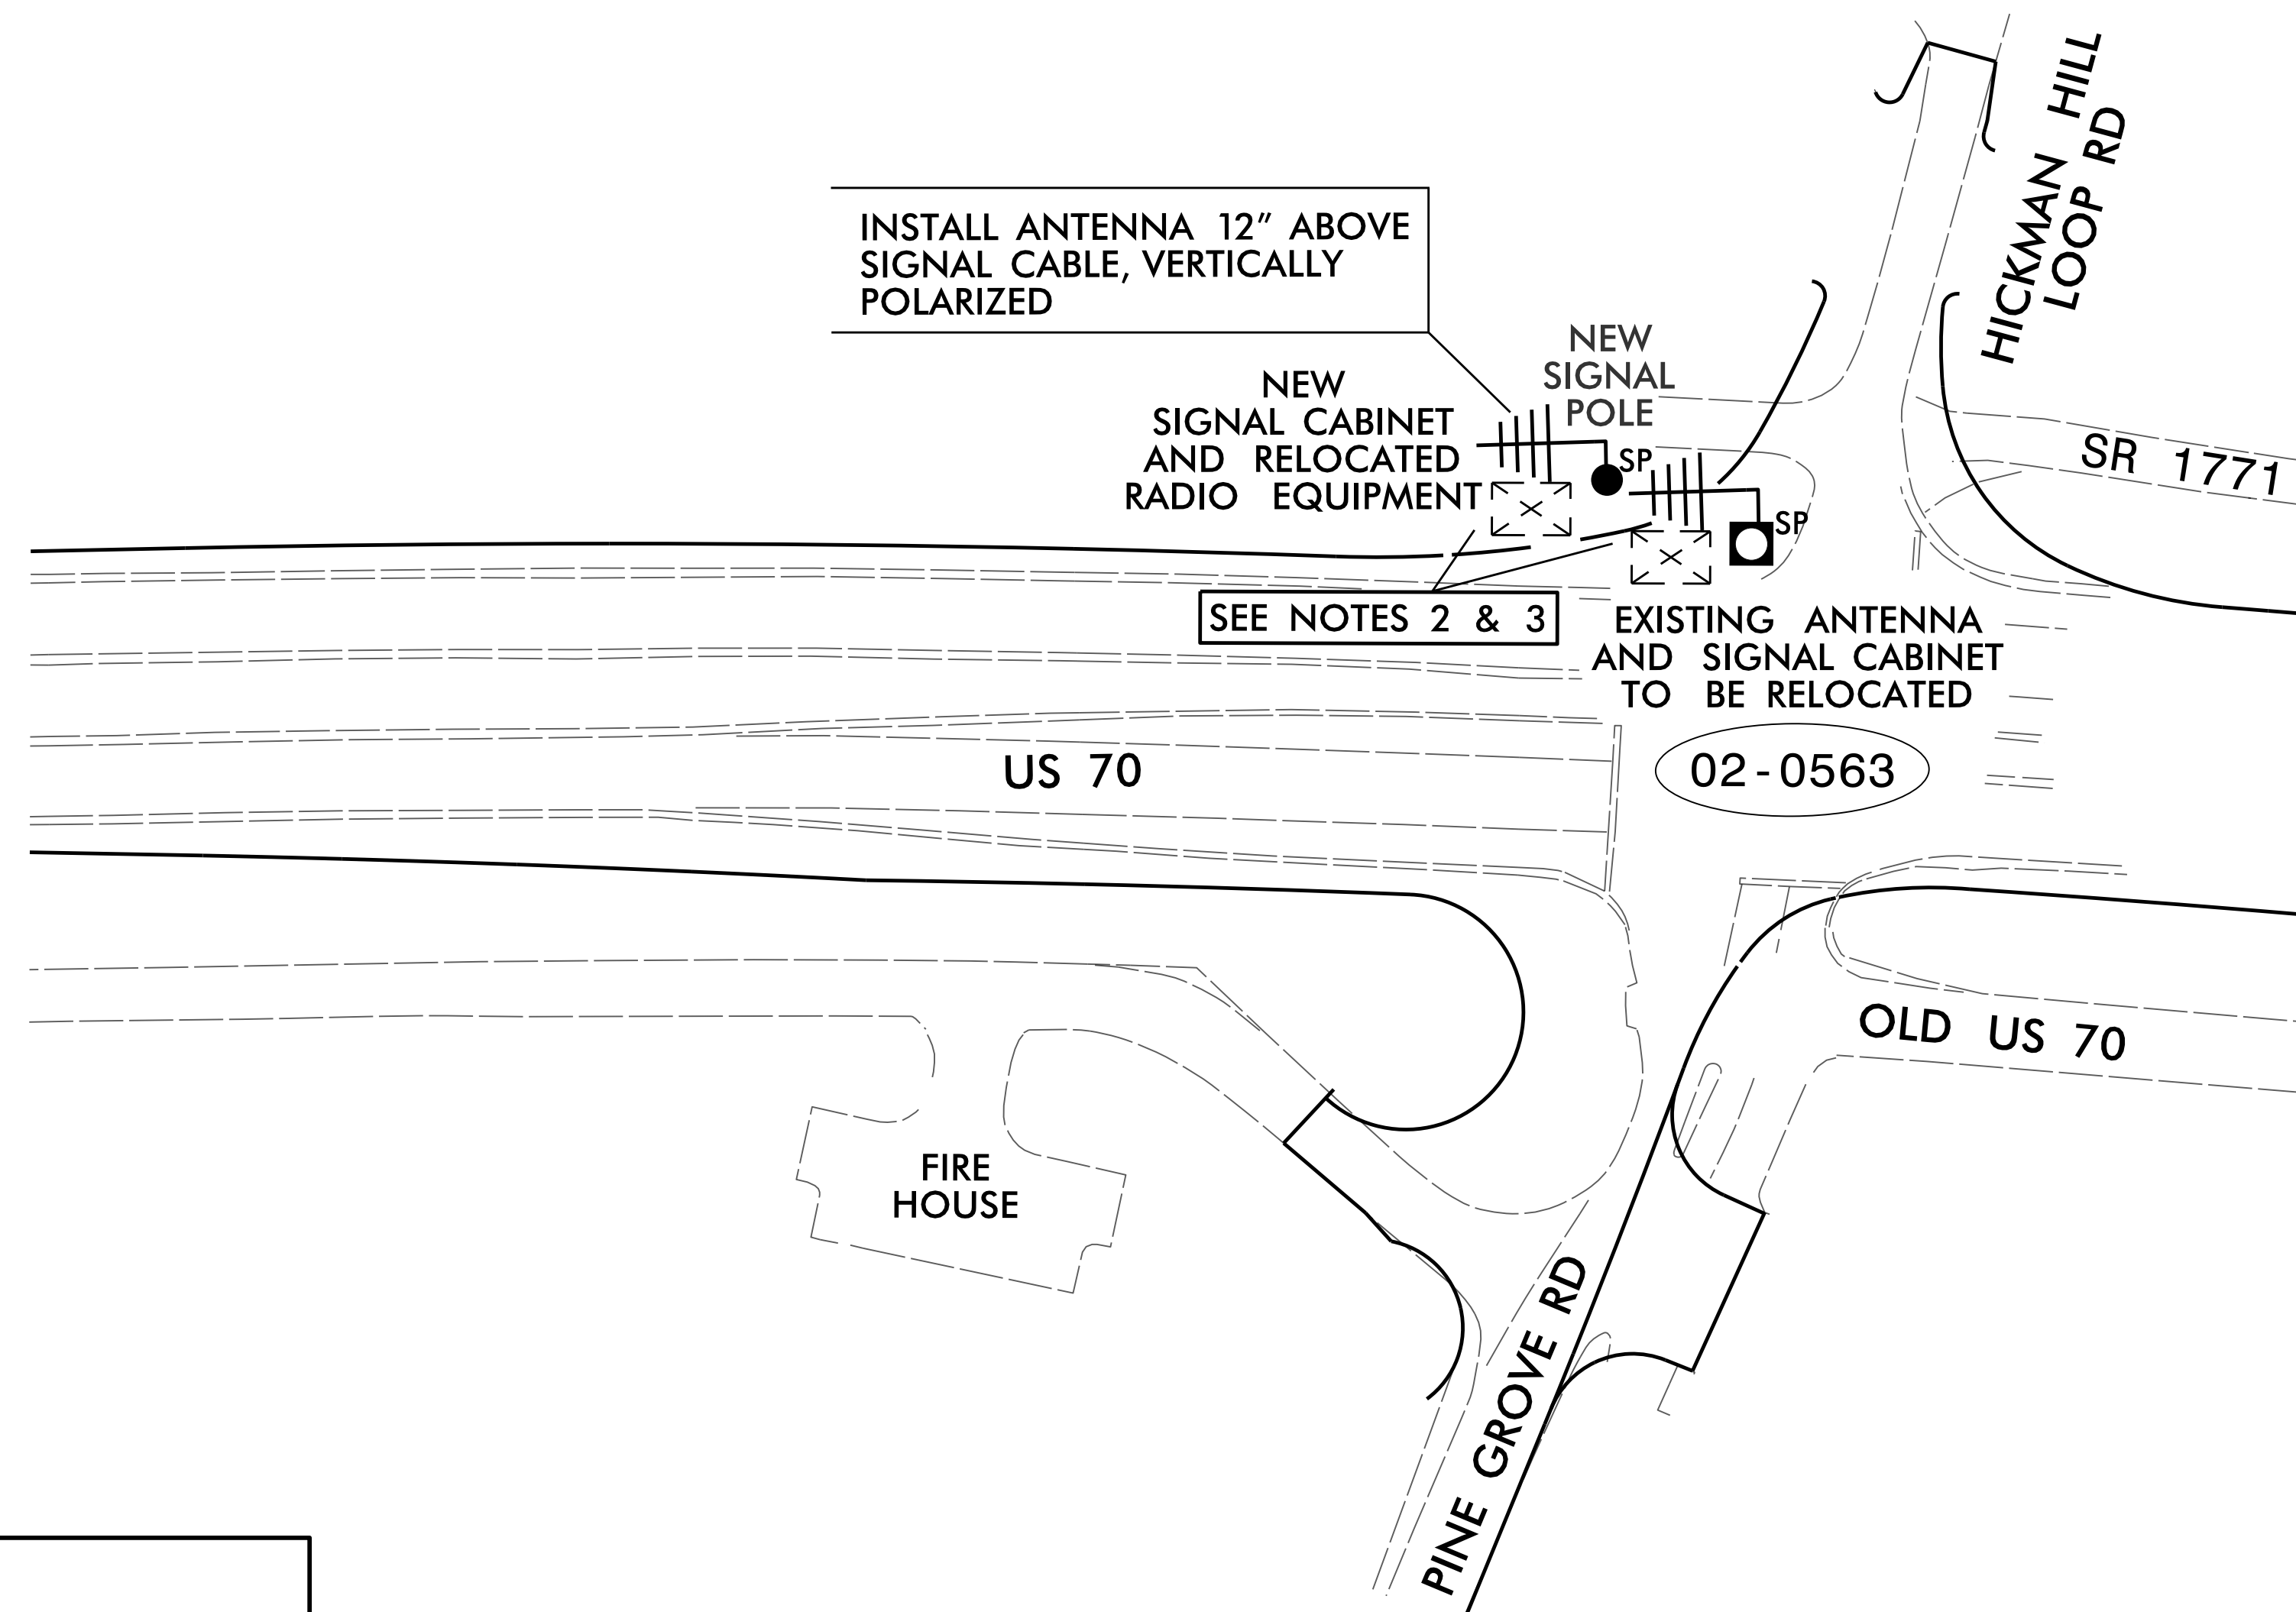 HICKMAN HILL
LOOP RD
INSTALL ANTENNA 12" ABOVE
SIGNAL CABLE, VERTICALLY
POLARIZED
NEW
SIGNAL
POLE
NEW
SIGNAL CABINET
AND RELOCATED
RADIO EQUIPMENT
SP
SP
SR 1771
SEE NOTES 2 & 3
EXISTING ANTENNA
AND SIGNAL CABINET
TO BE RELOCATED
US 70
02-0563
OLD US 70
FIRE
HOUSE
PINE GROVE RD